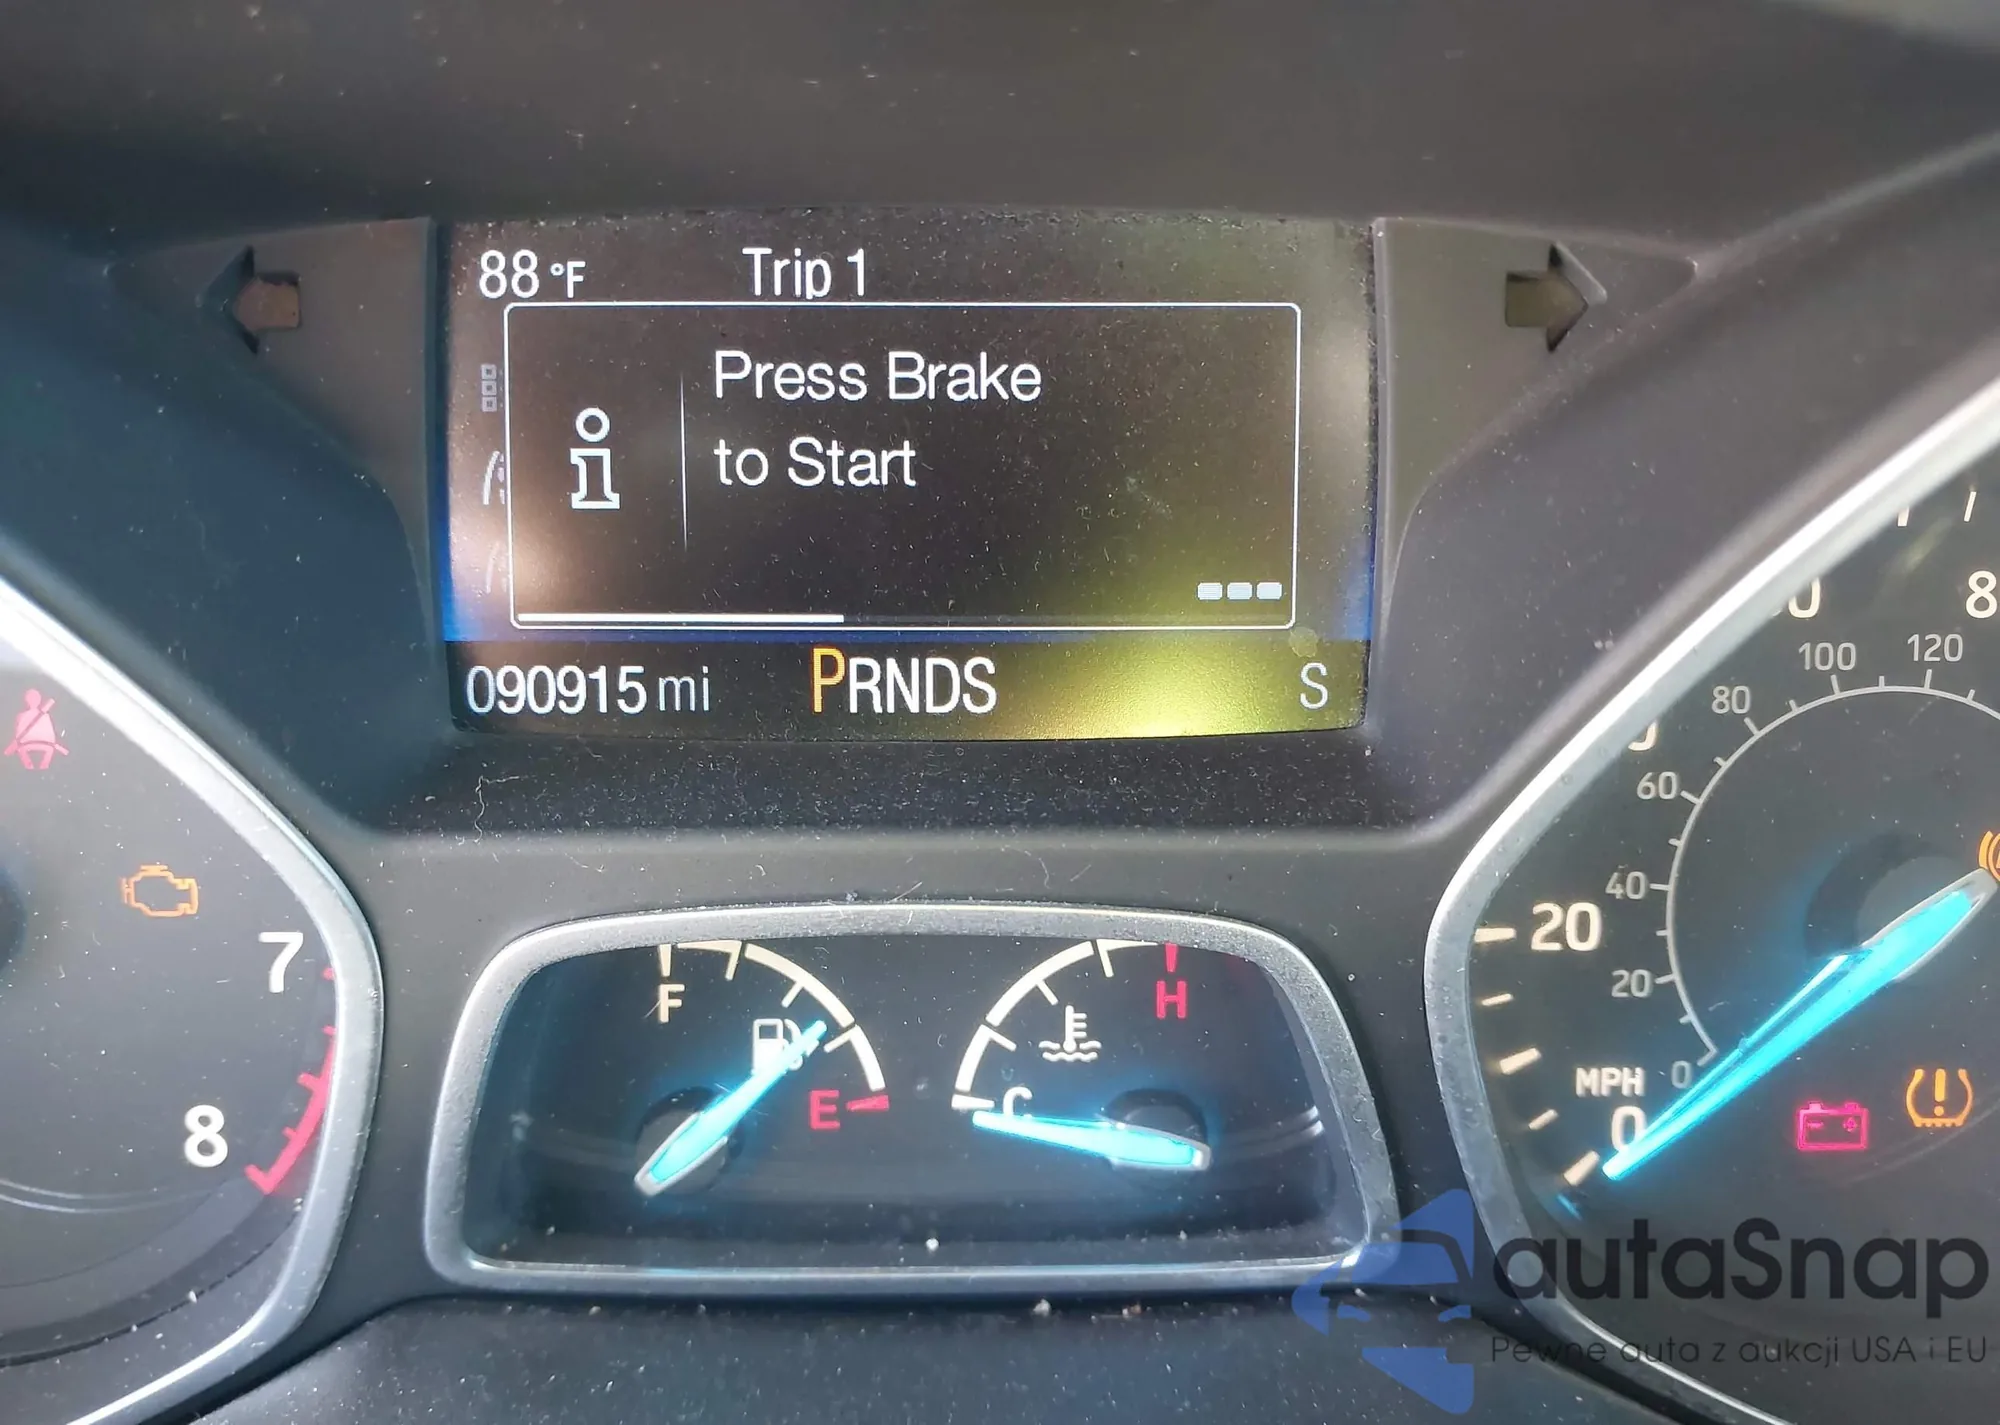 88 °F Trip 1
Press Brake
to Start
090915 mi PRNDS S
7
8
F
E
H
C
8
120
100
80
60
40
20
20
0
MPH
0
autaSnap
Pewne auta z aukcji USA i EU